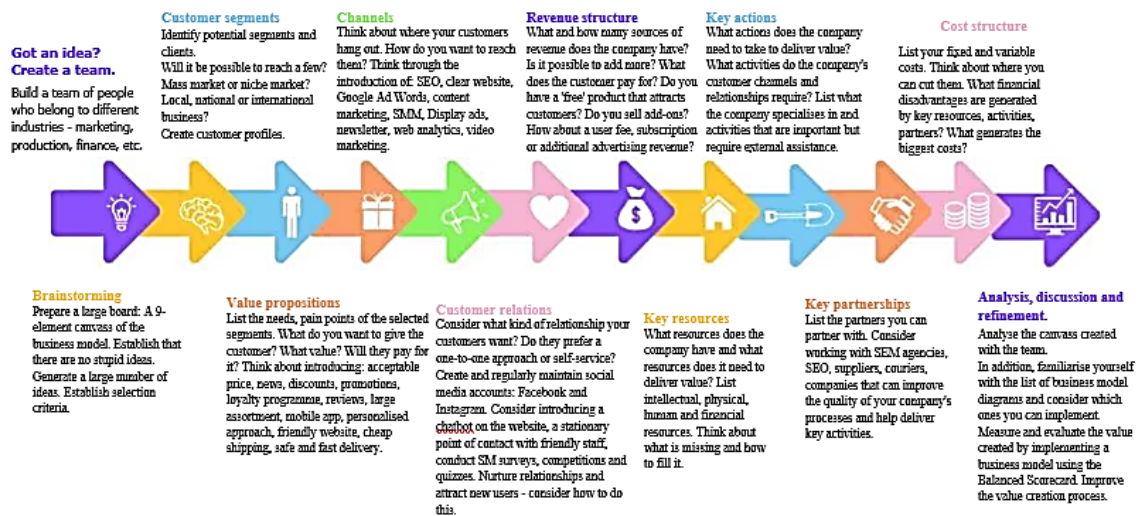 Got an idea?
Create a team.
Build a team of people
who belong to different
industries - marketing,
production, finance, etc.
Brainstorming
Prepare a large board: A 9-
element canvas of the
business model. Establish that
there are no stupid ideas.
Generate a large number of
ideas. Establish selection
criteria.
Customer segments
Identify potential segments and
clients.
Will it be possible to reach a few?
Mass market or niche market?
Local, national or international
business?
Create customer profiles.
Value propositions
List the needs, pain points of the selected
segments. What do you want to give the
customer? What value? Will they pay for
it? Think about introducing: acceptable
price, news, discounts, promotions,
loyalty programme, reviews, large
assortment, mobile app, personalised
approach, friendly website, cheap
shipping, safe and fast delivery.
Channels
Think about where your customers
hang out. How do you want to reach
them? Think through the
introduction of: SEO, clear website,
Google Ad Words, content
marketing, SMM, Display ads,
newsletter, web analytics, video
marketing.
Customer relations
Consider what kind of relationship your
customers want? Do they prefer a
one-to-one approach or self-service?
Create and regularly maintain social
media accounts: Facebook and
Instagram. Consider introducing a
chatbot on the website, a stationary
point of contact with friendly staff,
conduct SM surveys, competitions and
quizzes. Nurture relationships and
attract new users - consider how to do
this.
Revenue structure
What and how many sources of
revenue does the company have?
Is it possible to add more? What
does the customer pay for? Do you
have a 'free' product that attracts
customers? Do you sell add-ons?
How about a user fee, subscription
or additional advertising revenue?
$
Key resources
What resources does the
company have and what
resources does it need to
deliver value? List
intellectual, physical,
human and financial
resources. Think about
what is missing and how
to fill it.
Key actions
What actions does the company
need to take to deliver value?
What activities do the company's
customer channels and
relationships require? List what
the company specialises in and
activities that are important but
require external assistance.
Key partnerships
List the partners you can
partner with. Consider
working with SEM agencies,
SEO, suppliers, couriers,
companies that can improve
the quality of your company's
processes and help deliver
key activities.
Cost structure
List your fixed and variable
costs. Think about where you
can cut them. What financial
disadvantages are generated
by key resources, activities,
partners? What generates the
biggest costs?
Analysis, discussion and
refinement.
Analyse the canvas created
with the team.
In addition, familiarise yourself
with the list of business model
diagrams and consider which
ones you can implement.
Measure and evaluate the value
created by implementing a
business model using the
Balanced Scorecard. Improve
the value creation process.